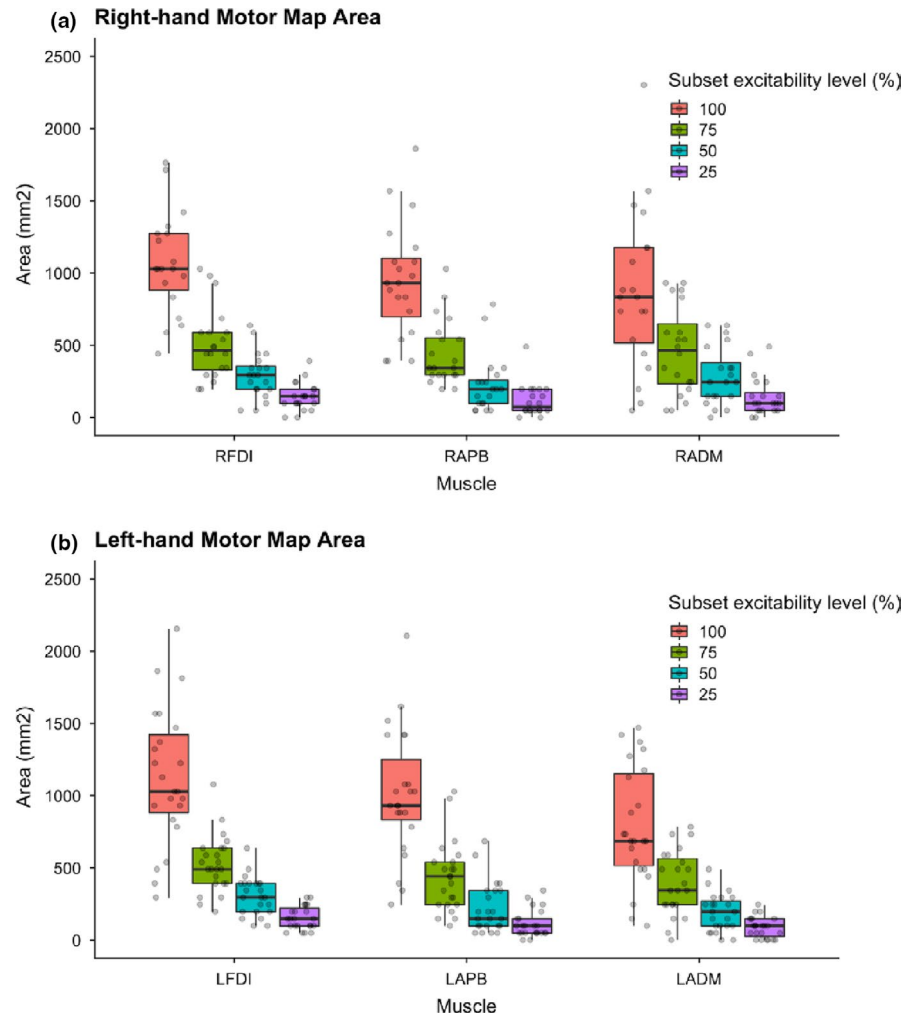 (a) Right-hand Motor Map Area
2500
2000
1500
1000
500
0
Area (mm2)
Subset excitability level (%)
100
75
50
25
RFDI RAPB RADM
Muscle
(b) Left-hand Motor Map Area
2500
2000
1500
1000
500
0
Area (mm2)
Subset excitability level (%)
100
75
50
25
LFDI LAPB LADM
Muscle